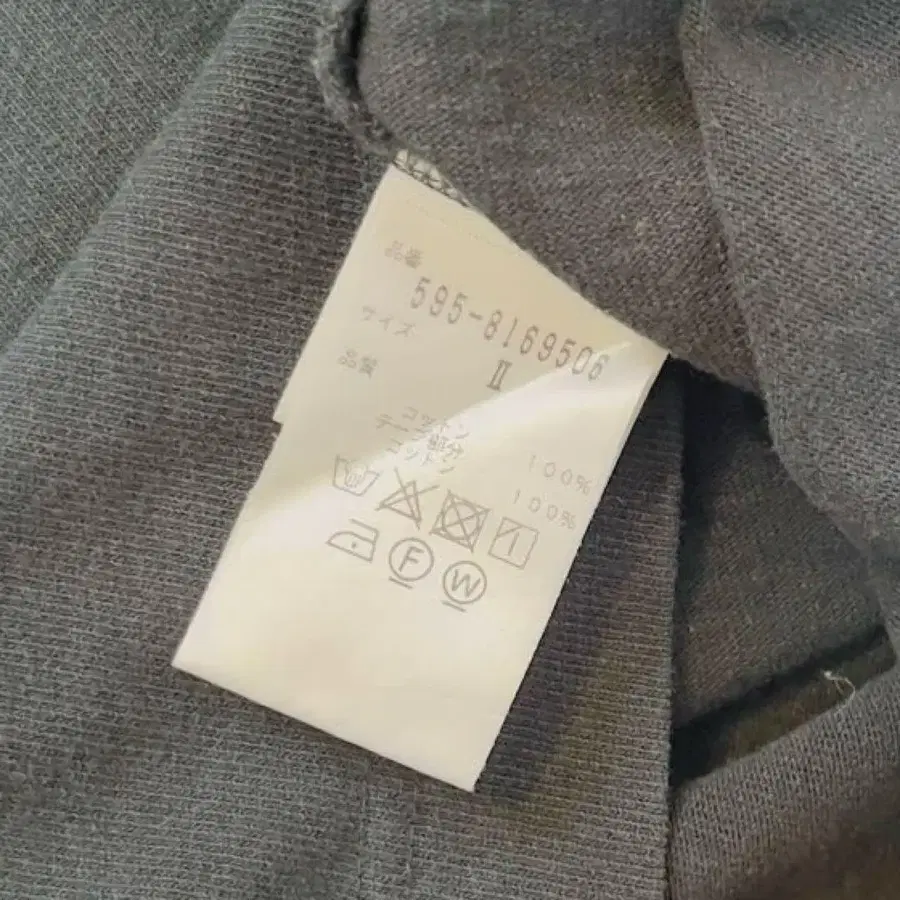 品番
595-8169506
サイズ
II
品質
コットン 100%
テープ部分
コットン 100%
F W